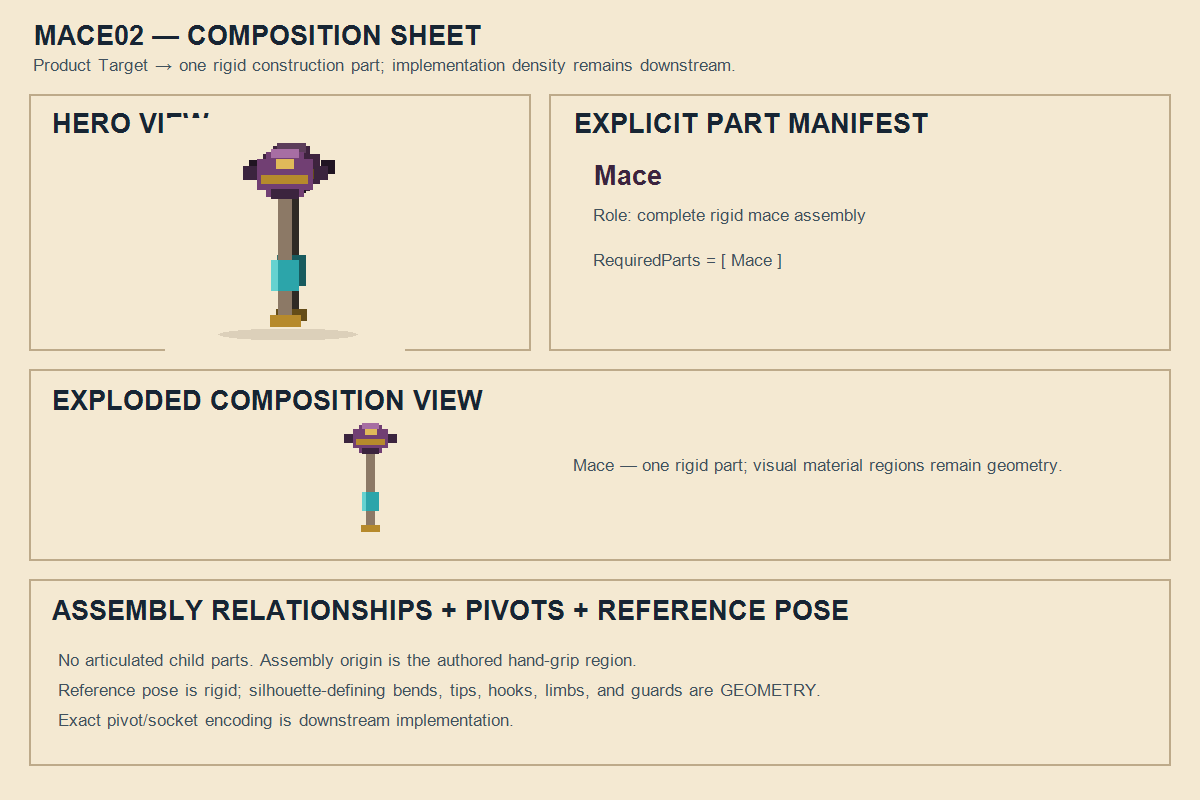 MACE02 — COMPOSITION SHEET
Product Target → one rigid construction part; implementation density remains downstream.
HERO VIEW
EXPLICIT PART MANIFEST
Mace
Role: complete rigid mace assembly
RequiredParts = [ Mace ]
EXPLODED COMPOSITION VIEW
Mace — one rigid part; visual material regions remain geometry.
ASSEMBLY RELATIONSHIPS + PIVOTS + REFERENCE POSE
No articulated child parts. Assembly origin is the authored hand-grip region.
Reference pose is rigid; silhouette-defining bends, tips, hooks, limbs, and guards are GEOMETRY.
Exact pivot/socket encoding is downstream implementation.